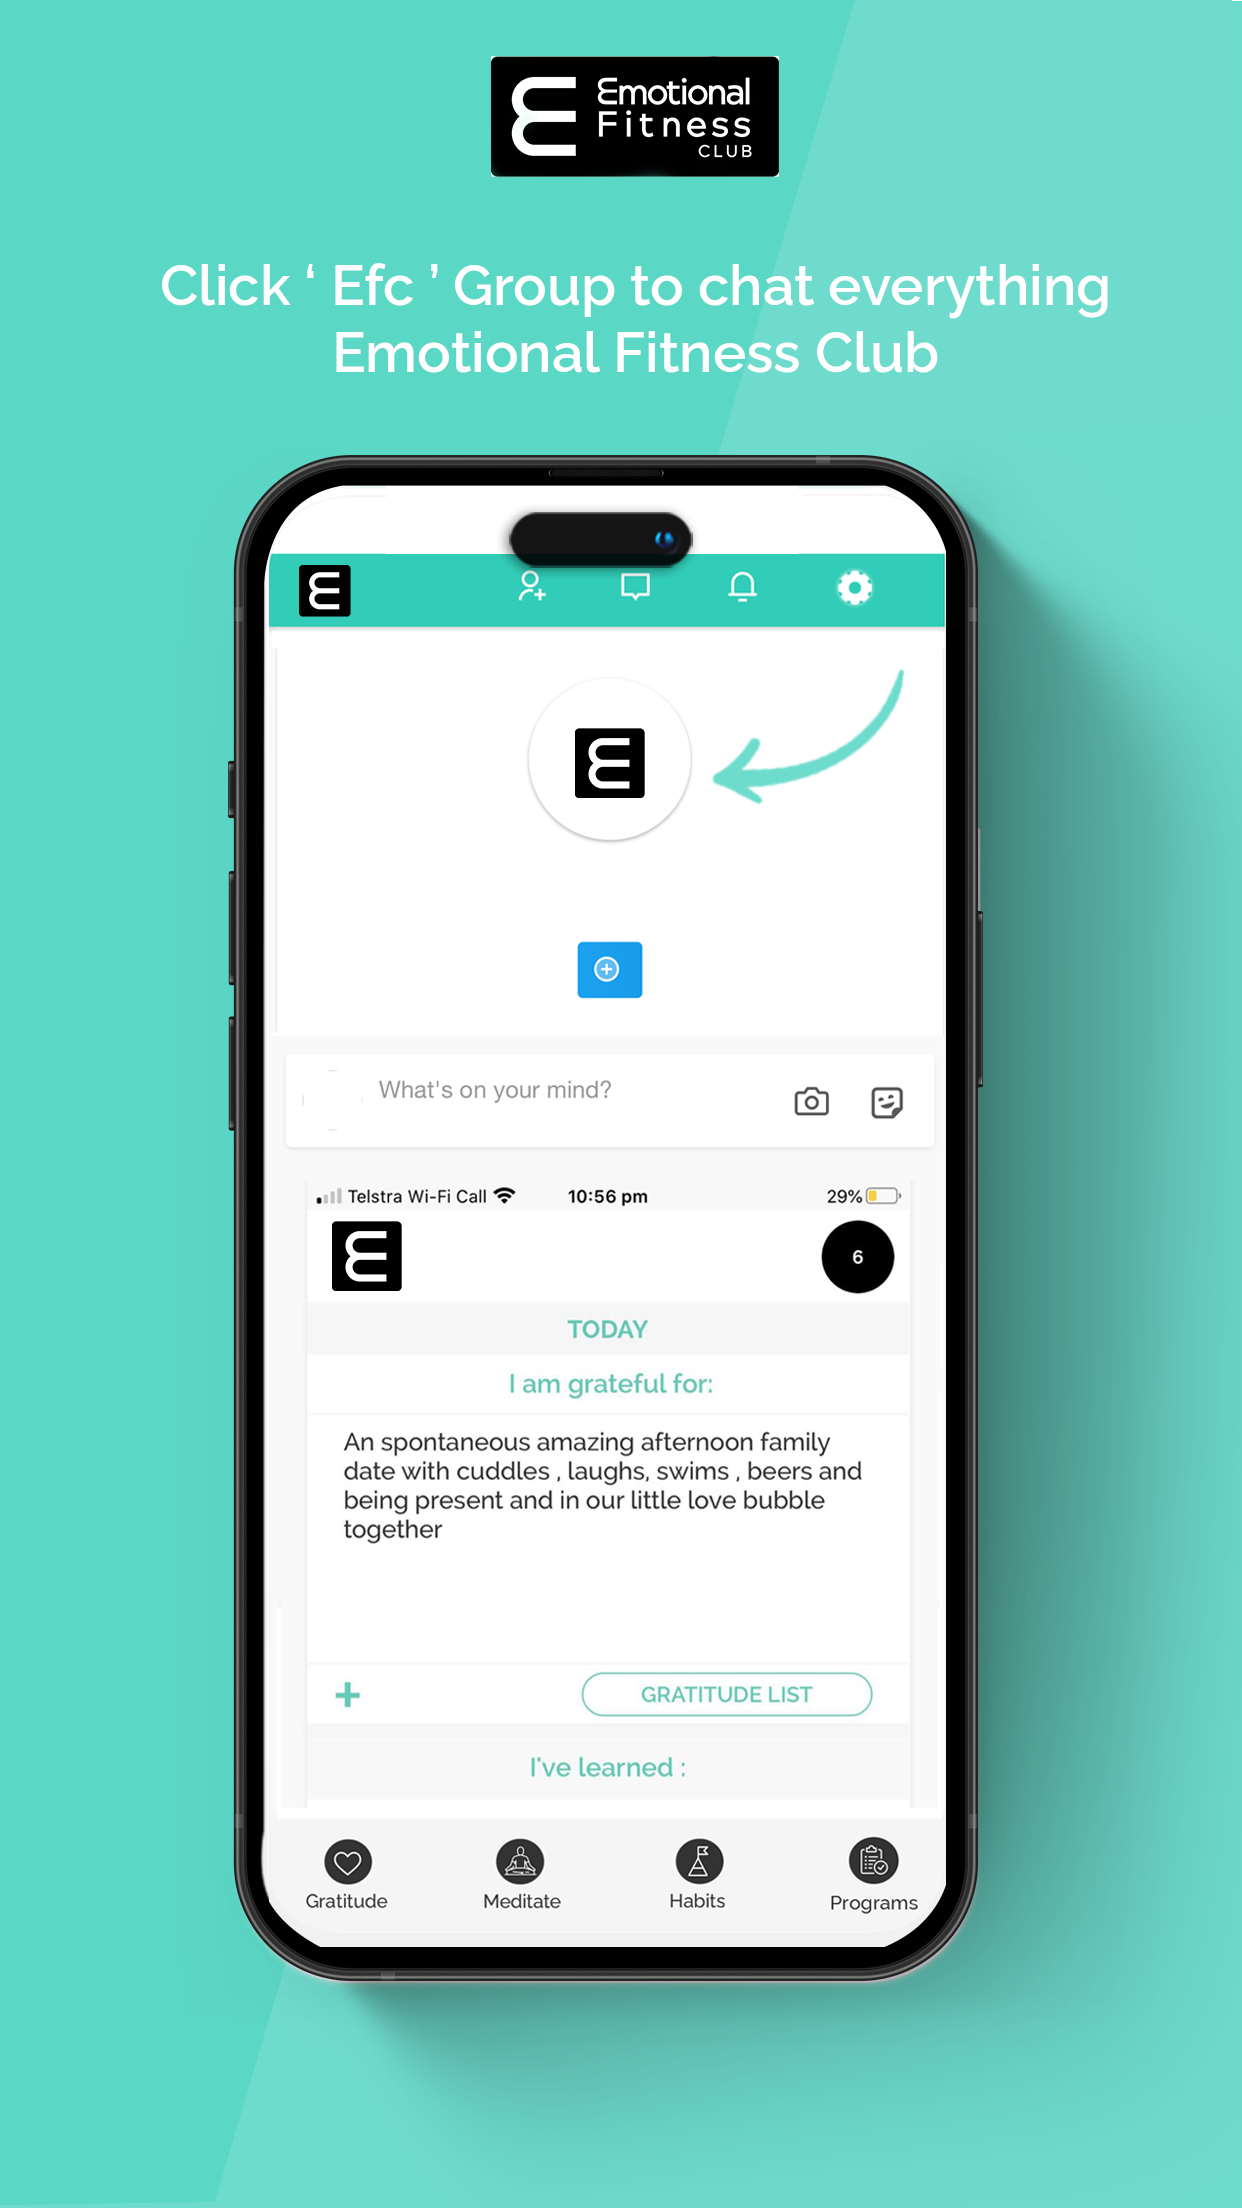 Emotional
Fitness
CLUB
Click ‘ Efc ’ Group to chat everything
Emotional Fitness Club
What's on your mind?
Telstra Wi-Fi Call 10:56 pm 29%
6
TODAY
I am grateful for:
An spontaneous amazing afternoon family
date with cuddles , laughs, swims , beers and
being present and in our little love bubble
together
GRATITUDE LIST
I've learned :
Gratitude Meditate Habits Programs